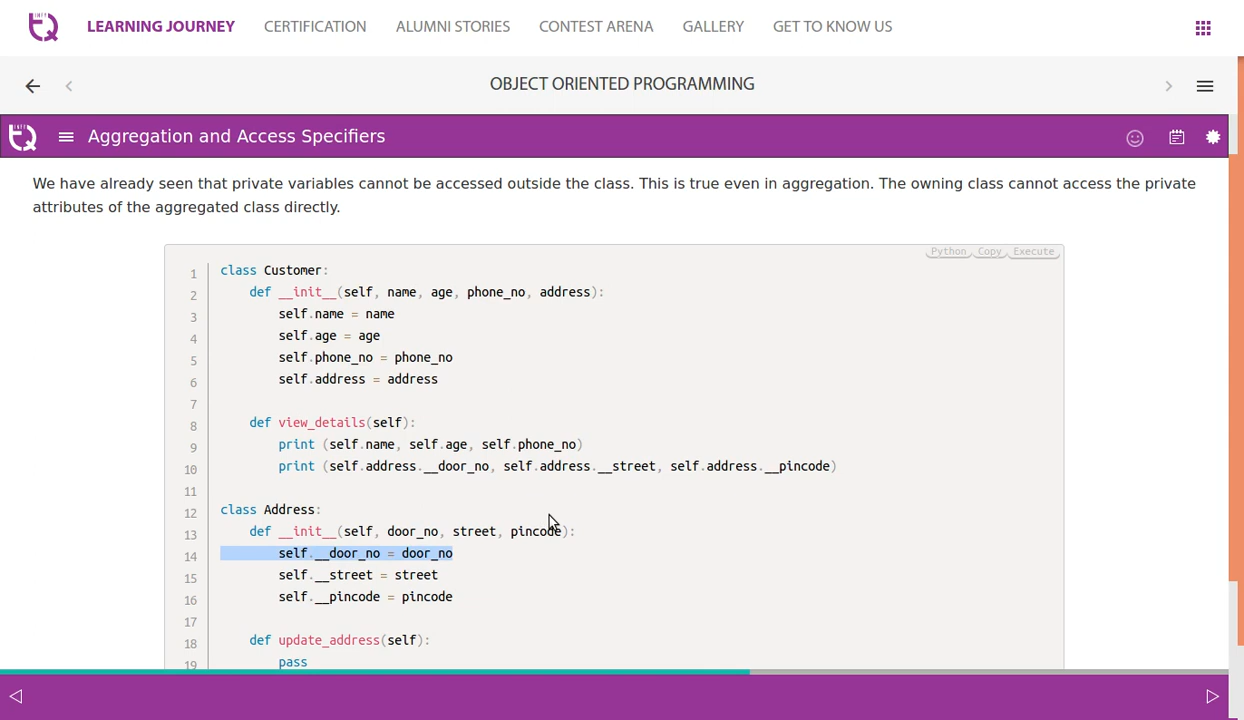 LEARNING JOURNEY CERTIFICATION ALUMNI STORIES CONTEST ARENA GALLERY GET TO KNOW US
OBJECT ORIENTED PROGRAMMING
Aggregation and Access Specifiers
We have already seen that private variables cannot be accessed outside the class. This is true even in aggregation. The owning class cannot access the private
attributes of the aggregated class directly.
Python Copy Execute
1 class Customer:
2     def __init__(self, name, age, phone_no, address):
3         self.name = name
4         self.age = age
5         self.phone_no = phone_no
6         self.address = address
7
8     def view_details(self):
9         print (self.name, self.age, self.phone_no)
10         print (self.address.__door_no, self.address.__street, self.address.__pincode)
11
12 class Address:
13     def __init__(self, door_no, street, pincode):
14         self.__door_no = door_no
15         self.__street = street
16         self.__pincode = pincode
17
18     def update_address(self):
19         pass